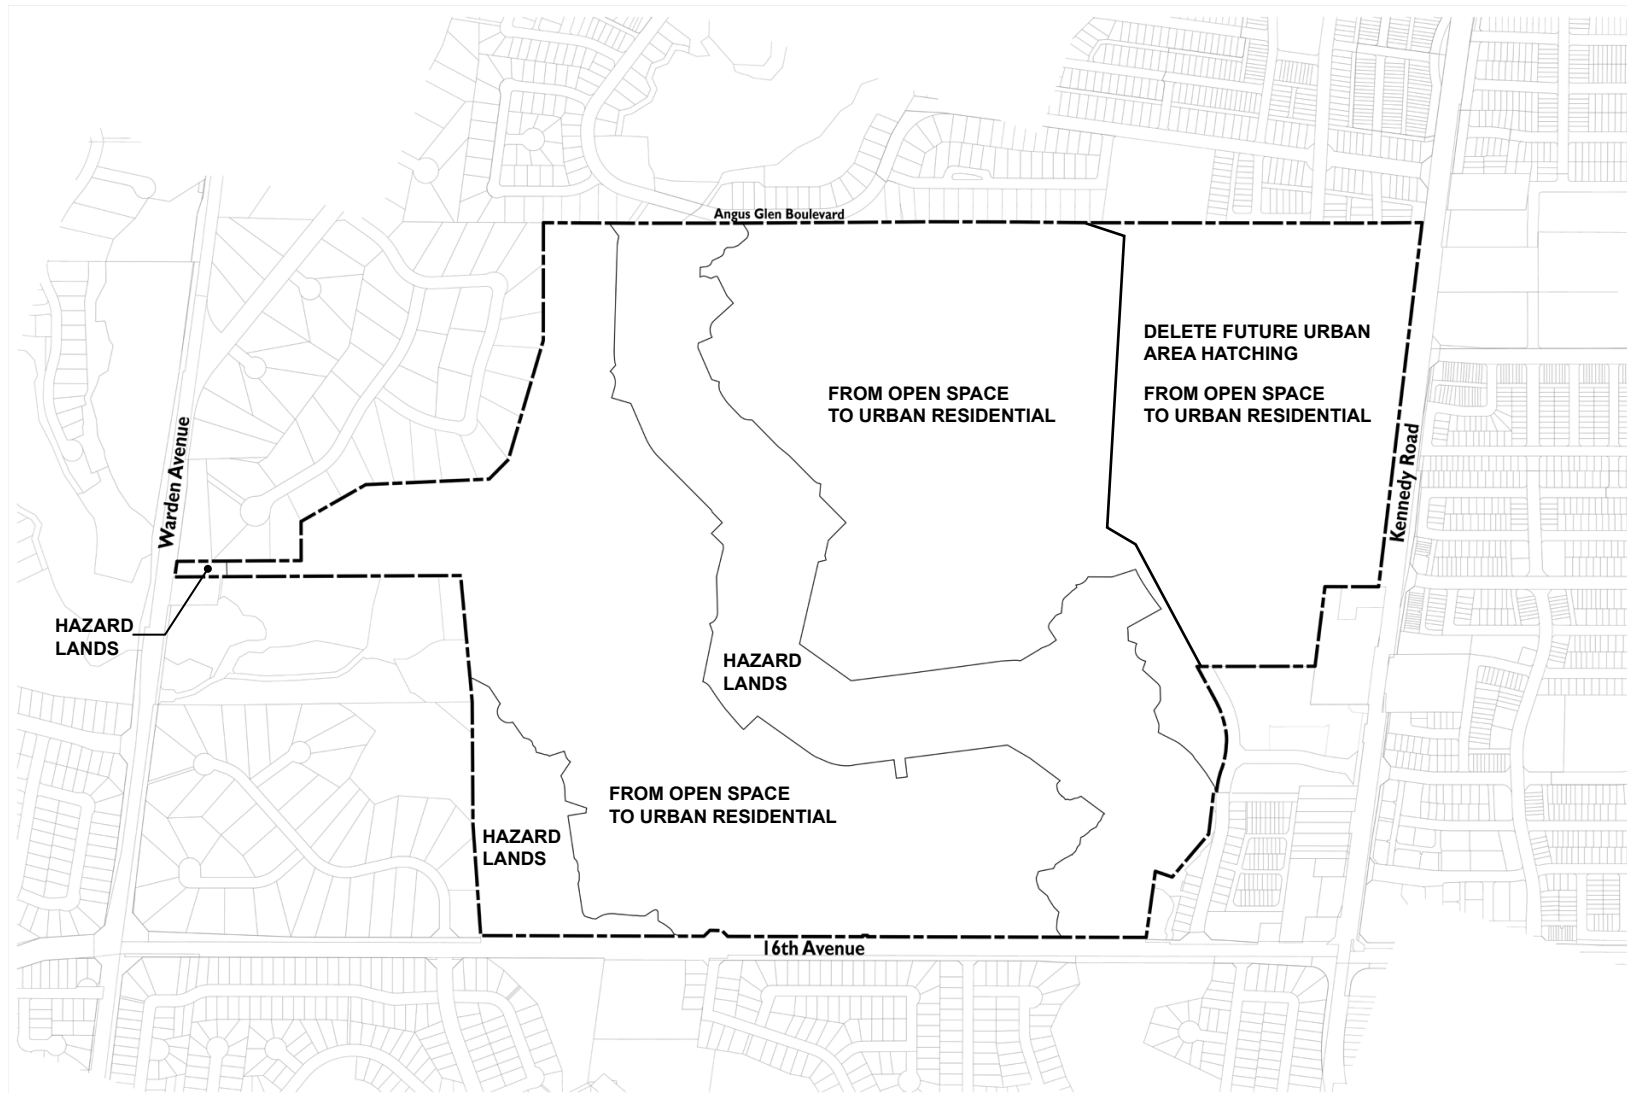 Angus Glen Boulevard
DELETE FUTURE URBAN
AREA HATCHING
FROM OPEN SPACE
TO URBAN RESIDENTIAL
FROM OPEN SPACE
TO URBAN RESIDENTIAL
Warden Avenue
Kennedy Road
HAZARD
LANDS
HAZARD
LANDS
FROM OPEN SPACE
TO URBAN RESIDENTIAL
HAZARD
LANDS
16th Avenue